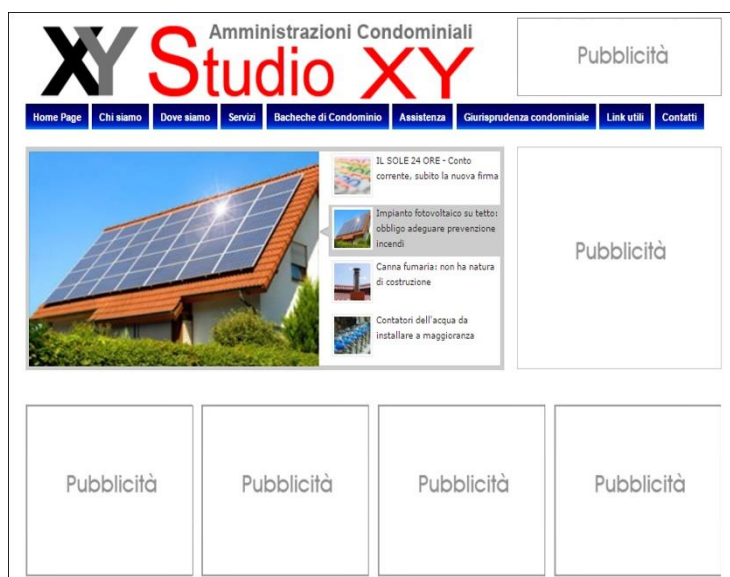 XY
Amministrazioni Condominiali
Studio XY
Pubblicità
Home Page Chi siamo Dove siamo Servizi Bacheche di Condominio Assistenza Giurisprudenza condominiale Link utili Contatti
IL SOLE 24 ORE - Conto
corrente, subito la nuova firma
Impianto fotovoltaico su tetto:
obbligo adeguare prevenzione
incendi
Canna fumaria: non ha natura
di costruzione
Contatori dell'acqua da
installare a maggioranza
Pubblicità
Pubblicità Pubblicità Pubblicità Pubblicità